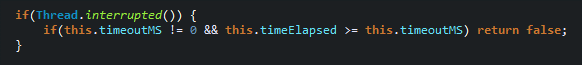 if(Thread.interrupted()) {
    if(this.timeoutMS != 0 && this.timeElapsed >= this.timeoutMS) return false;
}